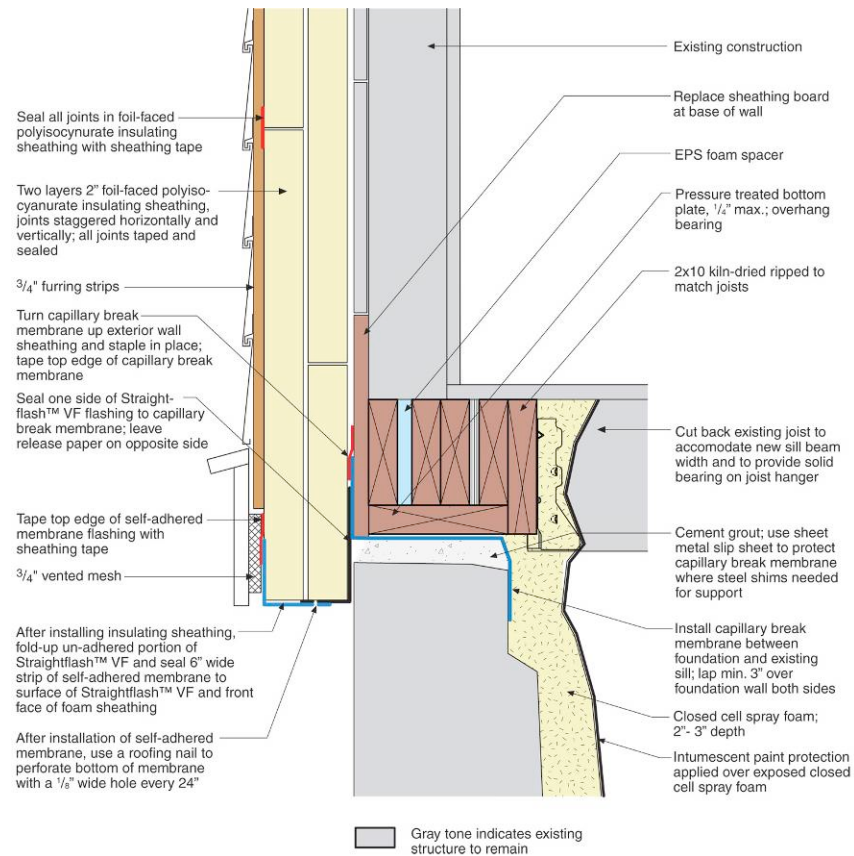 Seal all joints in foil-faced
polyisocynurate insulating
sheathing with sheathing tape
Two layers 2" foil-faced polyiso-
cyanurate insulating sheathing,
joints staggered horizontally and
vertically; all joints taped and
sealed
3/4" furring strips
Turn capillary break
membrane up exterior wall
sheathing and staple in place;
tape top edge of capillary break
membrane
Seal one side of Straight-
flash™ VF flashing to capillary
break membrane; leave
release paper on opposite side
Tape top edge of self-adhered
membrane flashing with
sheathing tape
3/4" vented mesh
After installing insulating sheathing,
fold-up un-adhered portion of
Straightflash™ VF and seal 6" wide
strip of self-adhered membrane to
surface of Straightflash™ VF and front
face of foam sheathing
After installation of self-adhered
membrane, use a roofing nail to
perforate bottom of membrane
with a 1/8" wide hole every 24"
Existing construction
Replace sheathing board
at base of wall
EPS foam spacer
Pressure treated bottom
plate, 1/4" max.; overhang
bearing
2x10 kiln-dried ripped to
match joists
Cut back existing joist to
accomodate new sill beam
width and to provide solid
bearing on joist hanger
Cement grout; use sheet
metal slip sheet to protect
capillary break membrane
where steel shims needed
for support
Install capillary break
membrane between
foundation and existing
sill; lap min. 3" over
foundation wall both sides
Closed cell spray foam;
2"- 3" depth
Intumescent paint protection
applied over exposed closed
cell spray foam
Gray tone indicates existing
structure to remain